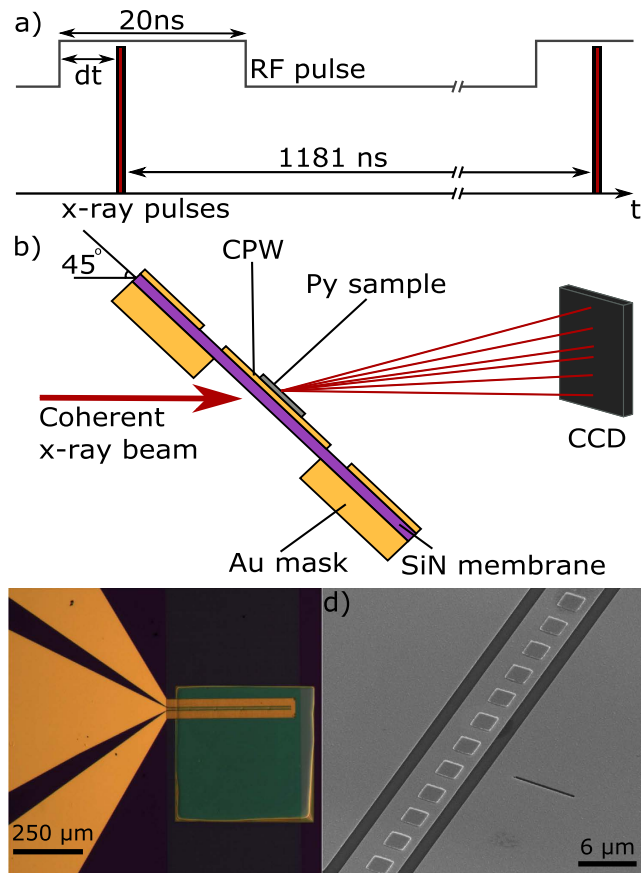 a)
20ns
dt
RF pulse
1181 ns
x-ray pulses
t
b)
45°
CPW
Py sample
Coherent
x-ray beam
CCD
Au mask
SiN membrane
d)
250 µm
6 µm